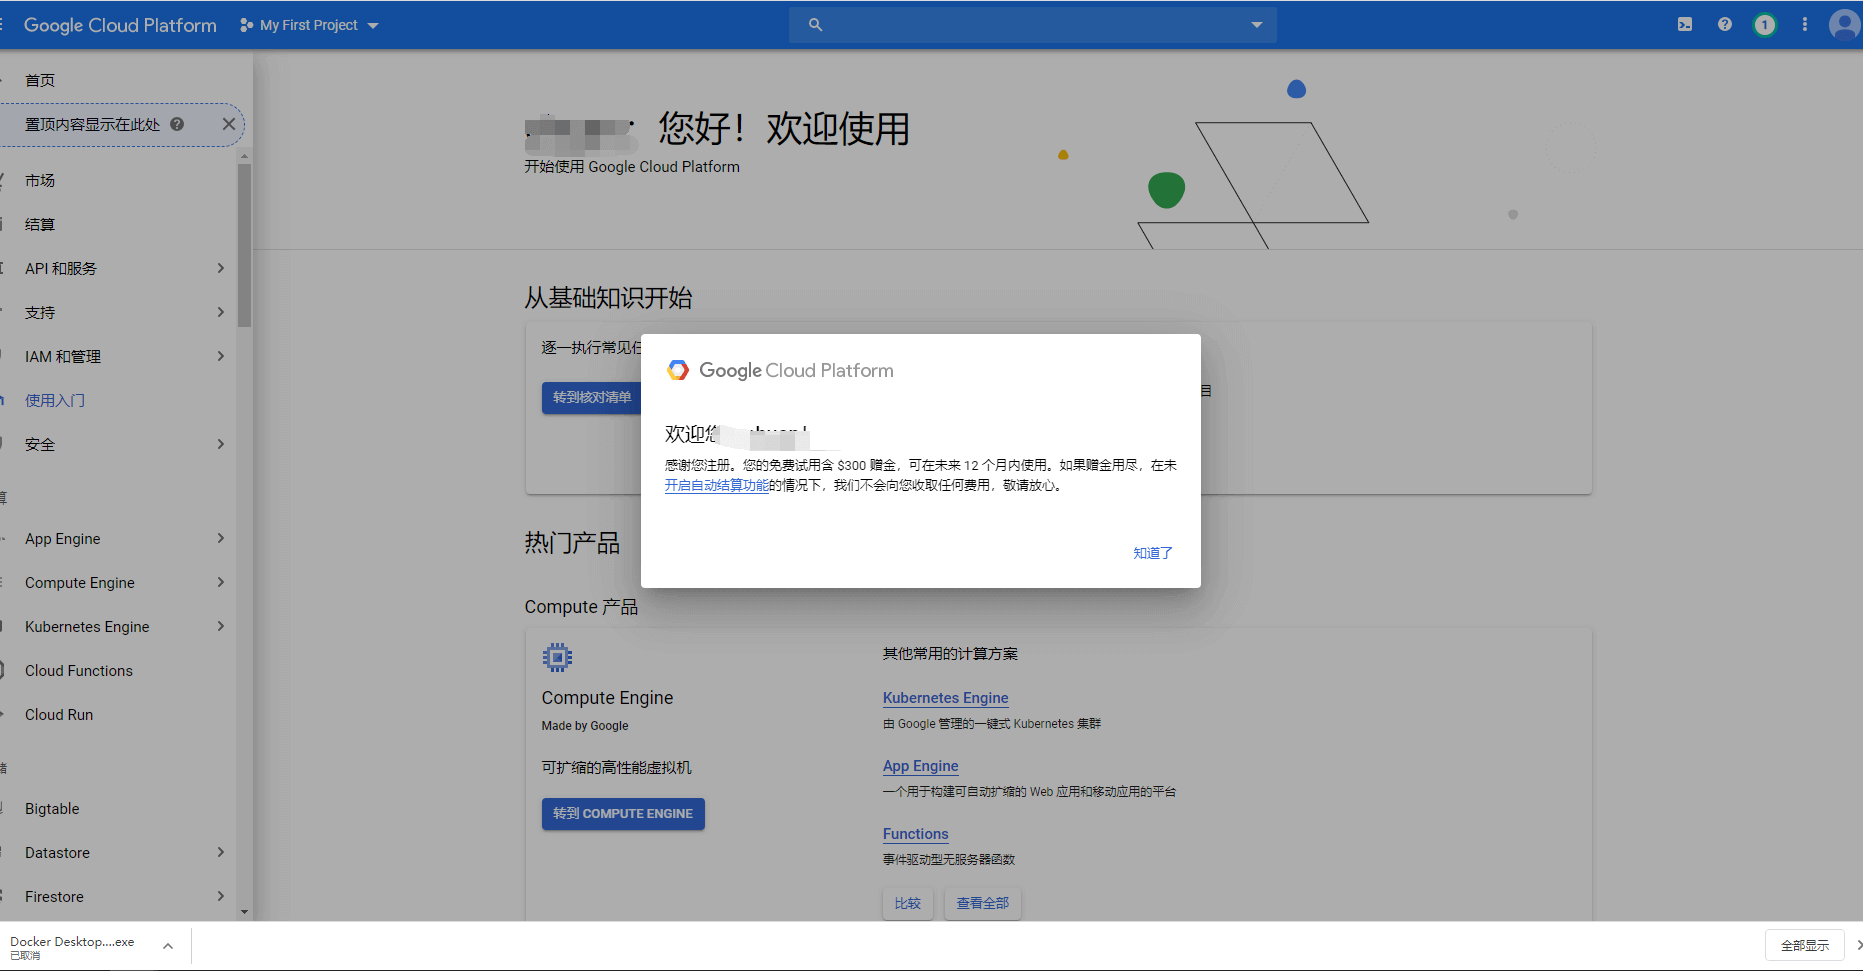 Google Cloud Platform
My First Project
1
首页
置顶内容显示在此处
市场
结算
API 和服务
支持
IAM 和管理
使用入门
安全
算
App Engine
Compute Engine
Kubernetes Engine
Cloud Functions
Cloud Run
储
Bigtable
Datastore
Firestore
您好！欢迎使用
开始使用 Google Cloud Platform
从基础知识开始
逐一执行常见任
转到核对清单
目
Google Cloud Platform
欢迎您
感谢您注册。您的免费试用含 $300 赠金，可在未来 12 个月内使用。如果赠金用尽，在未
开启自动结算功能的情况下，我们不会向您收取任何费用，敬请放心。
知道了
热门产品
Compute 产品
Compute Engine
Made by Google
可扩缩的高性能虚拟机
转到 COMPUTE ENGINE
其他常用的计算方案
Kubernetes Engine
由 Google 管理的一键式 Kubernetes 集群
App Engine
一个用于构建可自动扩缩的 Web 应用和移动应用的平台
Functions
事件驱动型无服务器函数
比较
查看全部
Docker Desktop....exe
已取消
全部显示